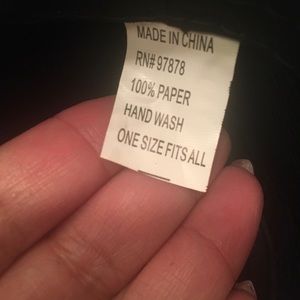 MADE IN CHINA
RN# 97878
100% PAPER
HAND WASH
ONE SIZE FITS ALL